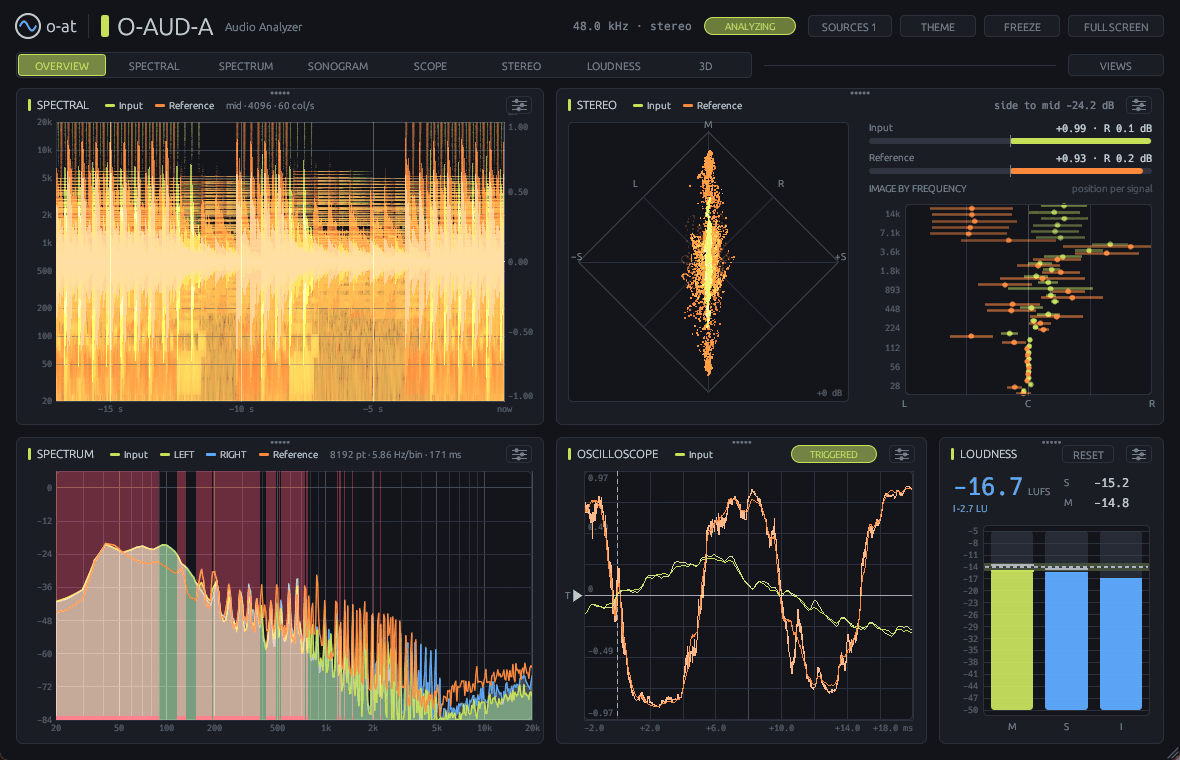 o-at O-AUD-A Audio Analyzer 48.0 kHz · stereo ANALYZING SOURCES 1 THEME FREEZE FULLSCREEN
OVERVIEW SPECTRAL SPECTRUM SONOGRAM SCOPE STEREO LOUDNESS 3D VIEWS
SPECTRAL Input Reference mid · 4096 · 60 col/s
20k
10k
5k
2k
1k
500
200
100
50
20
1.00
0.50
0.00
-0.50
-1.00
-15 s -10 s -5 s now
STEREO Input Reference side to mid -24.2 dB
M
L R
-S +S
+0 dB
Input +0.99 · R 0.1 dB
Reference +0.93 · R 0.2 dB
IMAGE BY FREQUENCY position per signal
14k
7.1k
3.6k
1.8k
893
448
224
112
56
28
L C R
SPECTRUM Input LEFT RIGHT Reference 8192 pt · 5.86 Hz/bin · 171 ms
0
-12
-24
-36
-48
-60
-72
-84
20 50 100 200 500 1k 2k 5k 10k 20k
OSCILLOSCOPE Input TRIGGERED
0.97
T 0
-0.49
-0.97
-2.0 +2.0 +6.0 +10.0 +14.0 +18.0 ms
LOUDNESS RESET
-16.7 LUFS
I -2.7 LU
S -15.2
M -14.8
-5
-8
-11
-14
-17
-20
-23
-26
-29
-32
-35
-38
-41
-44
-47
-50
M S I